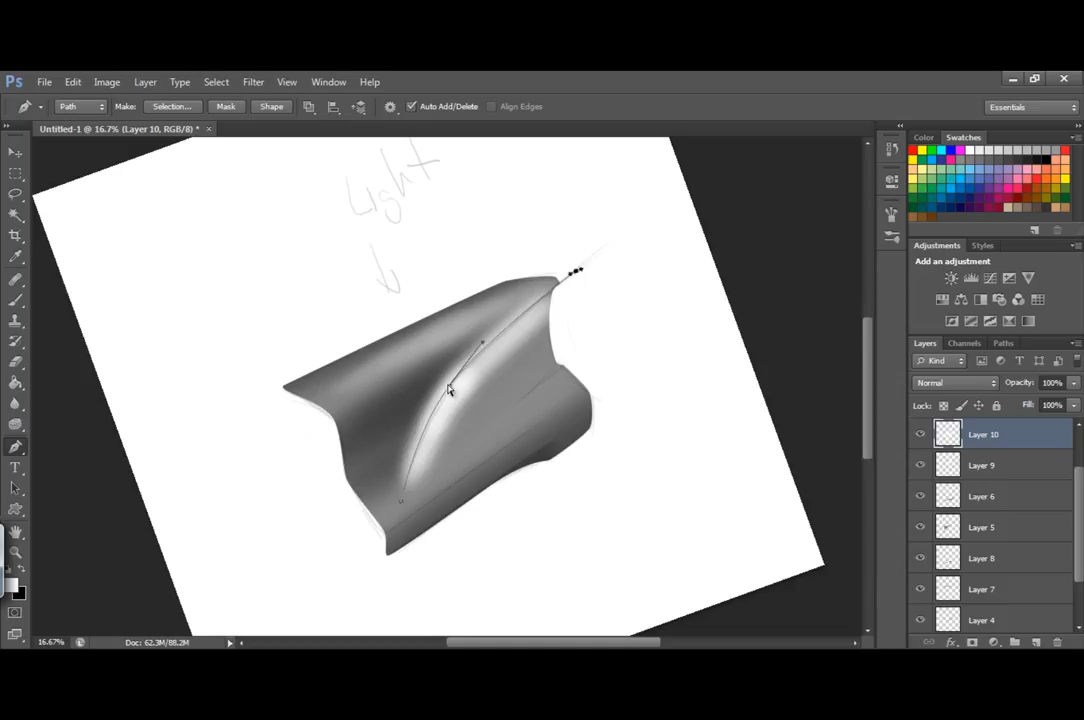 Ps File Edit Image Layer Type Select Filter View Window Help
Path Make: Selection... Mask Shape Auto Add/Delete Align Edges Essentials
Untitled-1 @ 16.7% (Layer 10, RGB/8) * ×
Color Swatches
Light
Adjustments Styles
Add an adjustment
Layers Channels Paths
Kind
Normal Opacity: 100%
Lock: Fill: 100%
Layer 10
Layer 9
Layer 6
Layer 5
Layer 8
Layer 7
Layer 4
16.67% Doc: 62.3M/88.2M